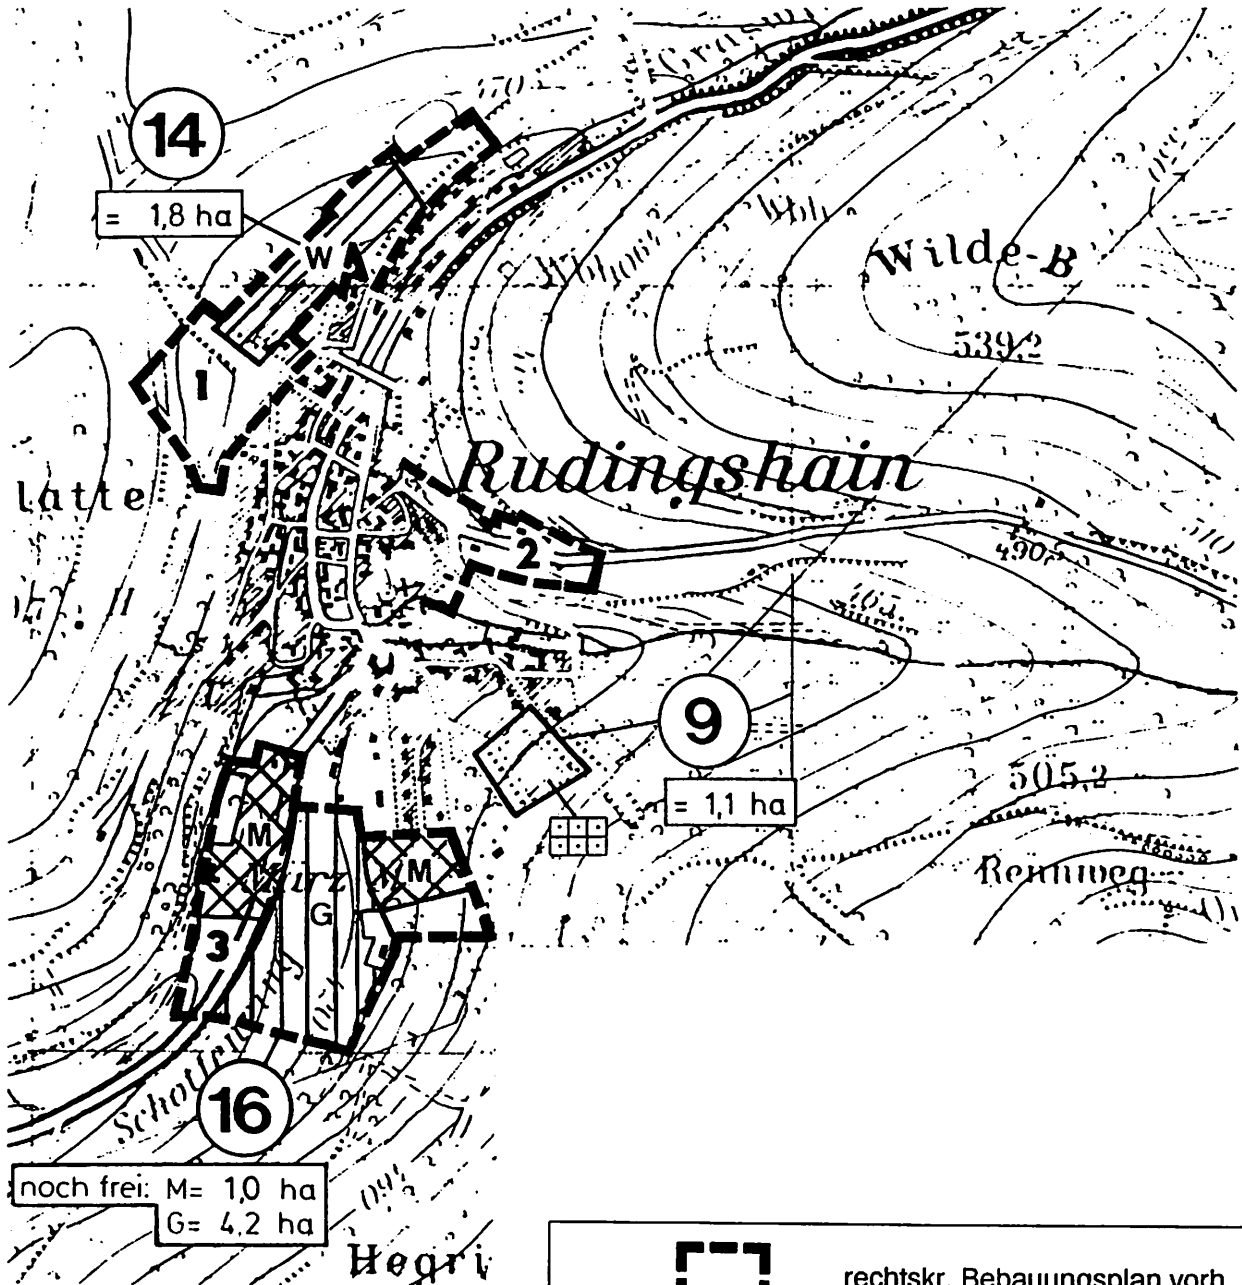 14
= 1,8 ha
W
1
Wilde-B
539,2
Rudingshain
latte
2
490,
510
9
= 1,1 ha
505,2
Rennweg
M
M
G
3
16
noch frei: M= 1,0 ha
G= 4,2 ha
Hegri
rechtskr. Bebauungsplan vorh.